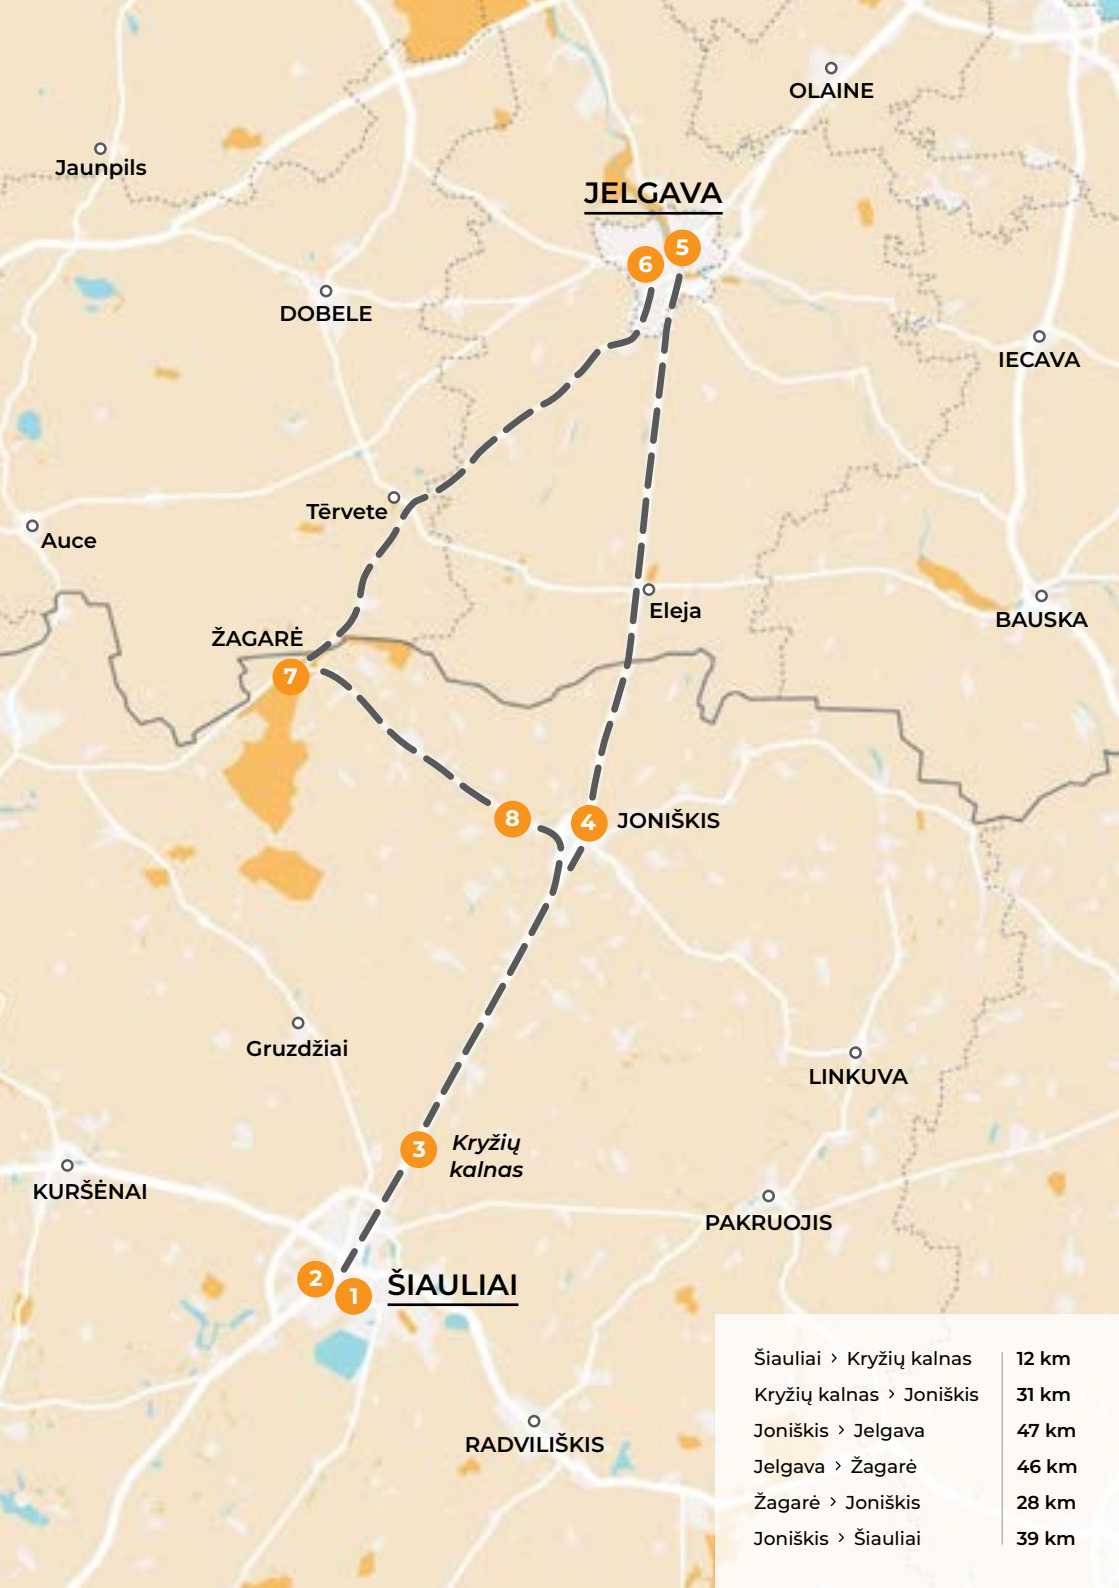 OLAINE
Jaunpils
JELGAVA
5
6
DOBELE
IECAVA
Tērvete
Auce
Eleja
BAUSKA
ŽAGARĖ
7
8
4
JONIŠKIS
Gruzdžiai
LINKUVA
3
Kryžių
kalnas
KURŠĖNAI
PAKRUOJIS
2
1
ŠIAULIAI
RADVILIŠKIS
Šiauliai › Kryžių kalnas 12 km
Kryžių kalnas › Joniškis 31 km
Joniškis › Jelgava 47 km
Jelgava › Žagarė 46 km
Žagarė › Joniškis 28 km
Joniškis › Šiauliai 39 km